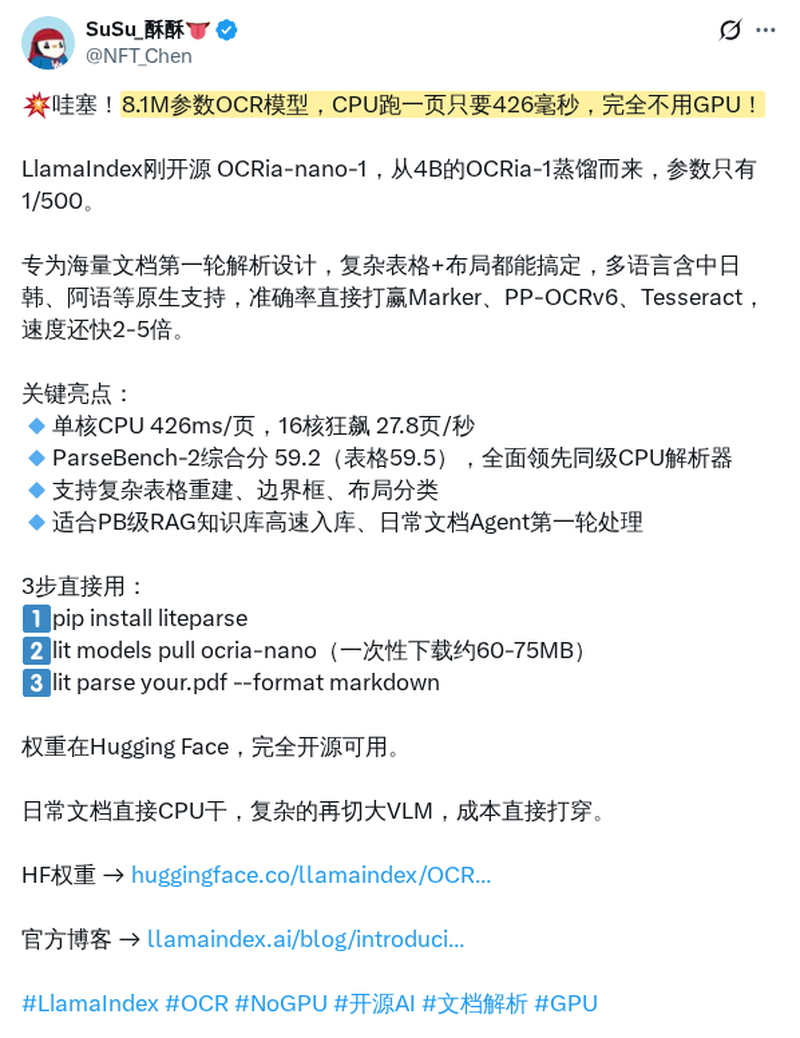 SuSu_酥酥👅
@NFT_Chen
💥哇塞！8.1M参数OCR模型，CPU跑一页只要426毫秒，完全不用GPU！
LlamaIndex刚开源 OCRia-nano-1，从4B的OCRia-1蒸馏而来，参数只有
1/500。
专为海量文档第一轮解析设计，复杂表格+布局都能搞定，多语言含中日
韩、阿语等原生支持，准确率直接打赢Marker、PP-OCRv6、Tesseract，
速度还快2-5倍。
关键亮点：
🔹单核CPU 426ms/页，16核狂飙 27.8页/秒
🔹ParseBench-2综合分 59.2（表格59.5），全面领先同级CPU解析器
🔹支持复杂表格重建、边界框、布局分类
🔹适合PB级RAG知识库高速入库、日常文档Agent第一轮处理
3步直接用：
1️⃣pip install liteparse
2️⃣lit models pull ocria-nano（一次性下载约60-75MB）
3️⃣lit parse your.pdf --format markdown
权重在Hugging Face，完全开源可用。
日常文档直接CPU干，复杂的再切大VLM，成本直接打穿。
HF权重 → huggingface.co/llamaindex/OCR…
官方博客 → llamaindex.ai/blog/introduci…
#LlamaIndex #OCR #NoGPU #开源AI #文档解析 #GPU